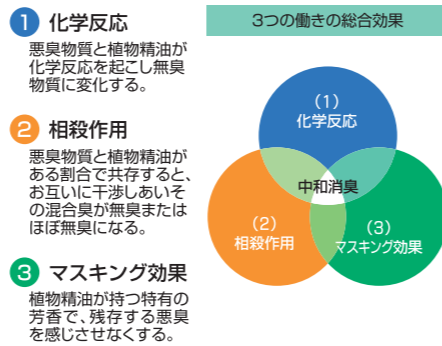 1 化学反応
悪臭物質と植物精油が
化学反応を起こし無臭
物質に変化する。
2 相殺作用
悪臭物質と植物精油が
ある割合で共存すると、
お互いに干渉しあいそ
の混合臭が無臭または
ほぼ無臭になる。
3 マスキング効果
植物精油が持つ特有の
芳香で、残存する悪臭
を感じさせなくする。
3つの働きの総合効果
（1）
化学反応
中和消臭
（2）
相殺作用
（3）
マスキング効果